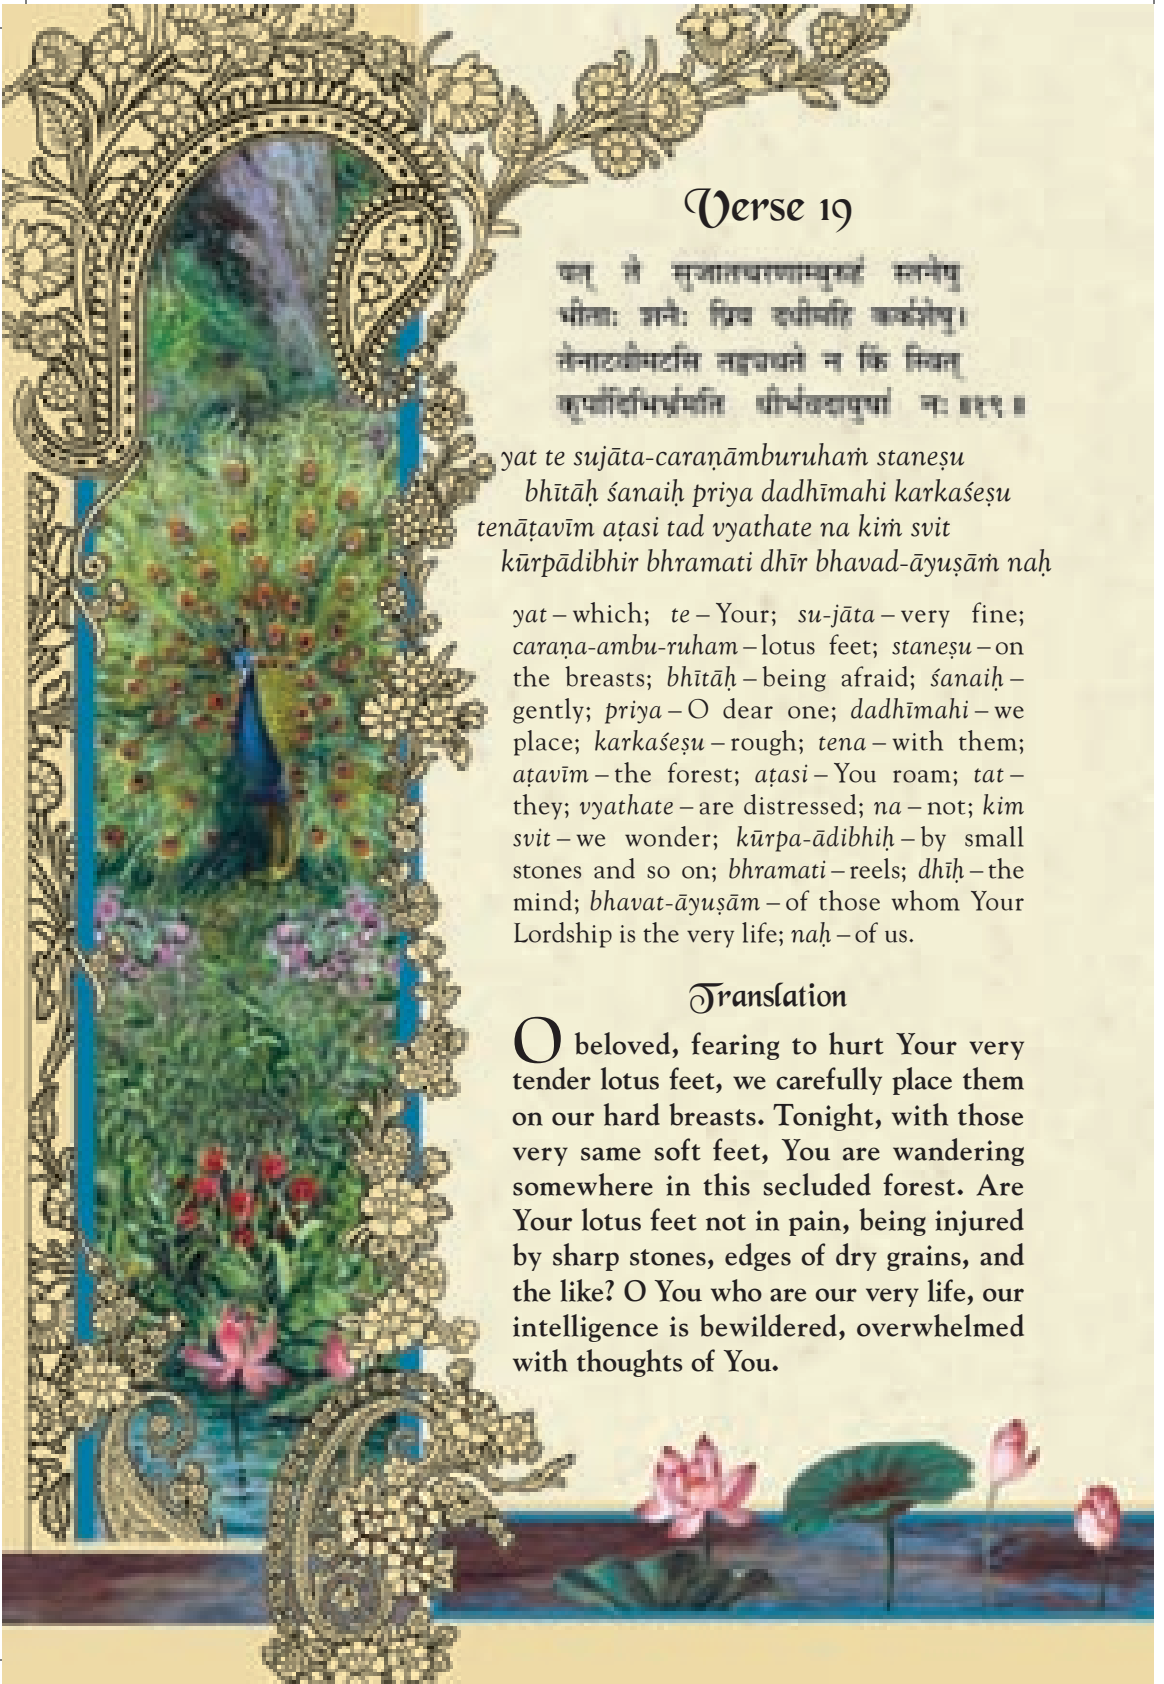 Verse 19
यत् ते सुजातचरणाम्बुरुहं स्तनेषु
भीताः शनैः प्रिय दधीमहि कर्कशेषु।
तेनाटवीमटसि तद्व्यथते न किं स्वित्
कूर्पादिभिर्भ्रमति धीर्भवदायुषां नः॥१९॥
yat te sujāta-caraṇāmburuhaṁ staneṣu
bhītāḥ śanaiḥ priya dadhīmahi karkaśeṣu
tenāṭavīm aṭasi tad vyathate na kiṁ svit
kūrpādibhir bhramati dhīr bhavad-āyuṣāṁ naḥ
yat – which; te – Your; su-jāta – very fine;
caraṇa-ambu-ruham – lotus feet; staneṣu – on
the breasts; bhītāḥ – being afraid; śanaiḥ –
gently; priya – O dear one; dadhīmahi – we
place; karkaśeṣu – rough; tena – with them;
aṭavīm – the forest; aṭasi – You roam; tat –
they; vyathate – are distressed; na – not; kim
svit – we wonder; kūrpa-ādibhiḥ – by small
stones and so on; bhramati – reels; dhīḥ – the
mind; bhavat-āyuṣām – of those whom Your
Lordship is the very life; naḥ – of us.
Translation
O beloved, fearing to hurt Your very
tender lotus feet, we carefully place them
on our hard breasts. Tonight, with those
very same soft feet, You are wandering
somewhere in this secluded forest. Are
Your lotus feet not in pain, being injured
by sharp stones, edges of dry grains, and
the like? O You who are our very life, our
intelligence is bewildered, overwhelmed
with thoughts of You.